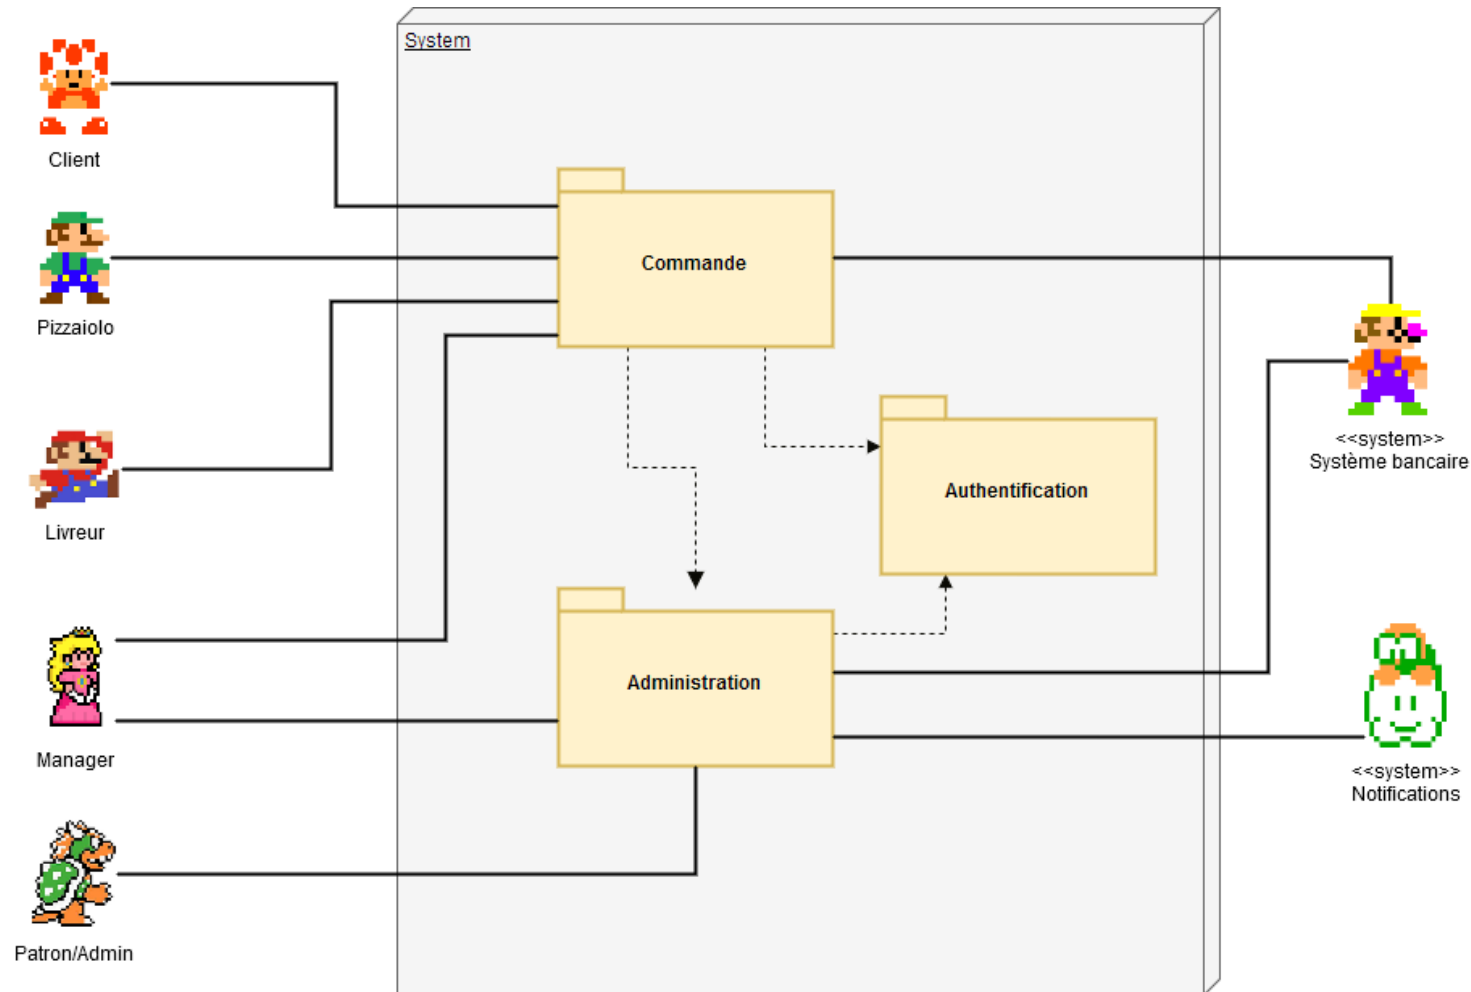 System
Client
Pizzaiolo
Livreur
Manager
Patron/Admin
Commande
Authentification
Administration
<<system>>
Système bancaire
<<system>>
Notifications